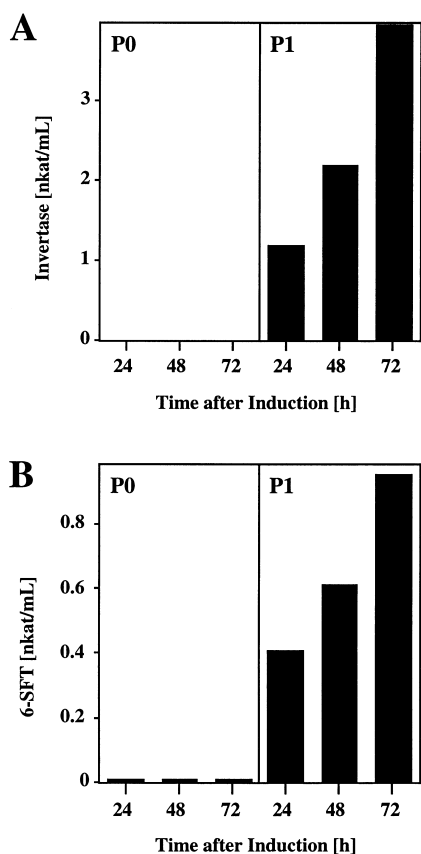 A
P0 P1
Invertase [nkat/mL]
3
2
1
0
24 48 72 24 48 72
Time after Induction [h]
B
P0 P1
6-SFT [nkat/mL]
0.8
0.6
0.4
0.2
0
24 48 72 24 48 72
Time after Induction [h]